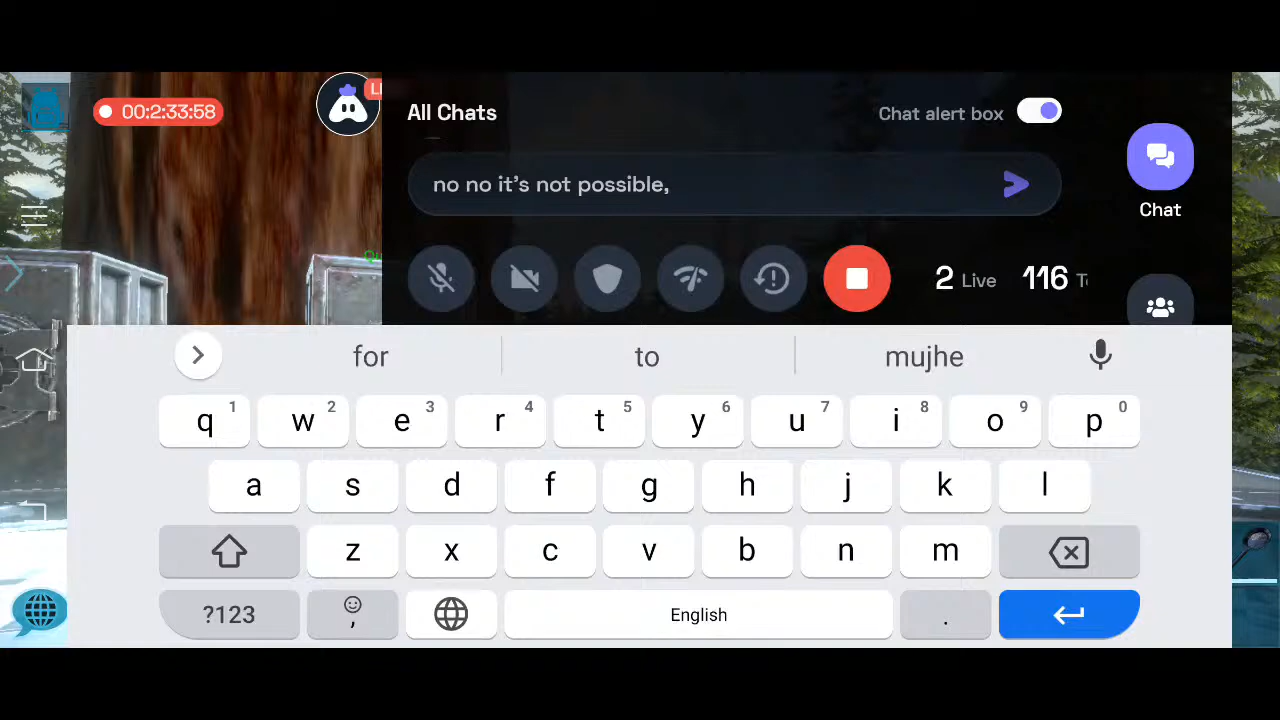 00:2:33:58
All Chats
Chat alert box
no no it's not possible,
Chat
2 Live 116
for to mujhe
q 1 w 2 e 3 r 4 t 5 y 6 u 7 i 8 o 9 p 0
a s d f g h j k l
z x c v b n m
?123 , English .